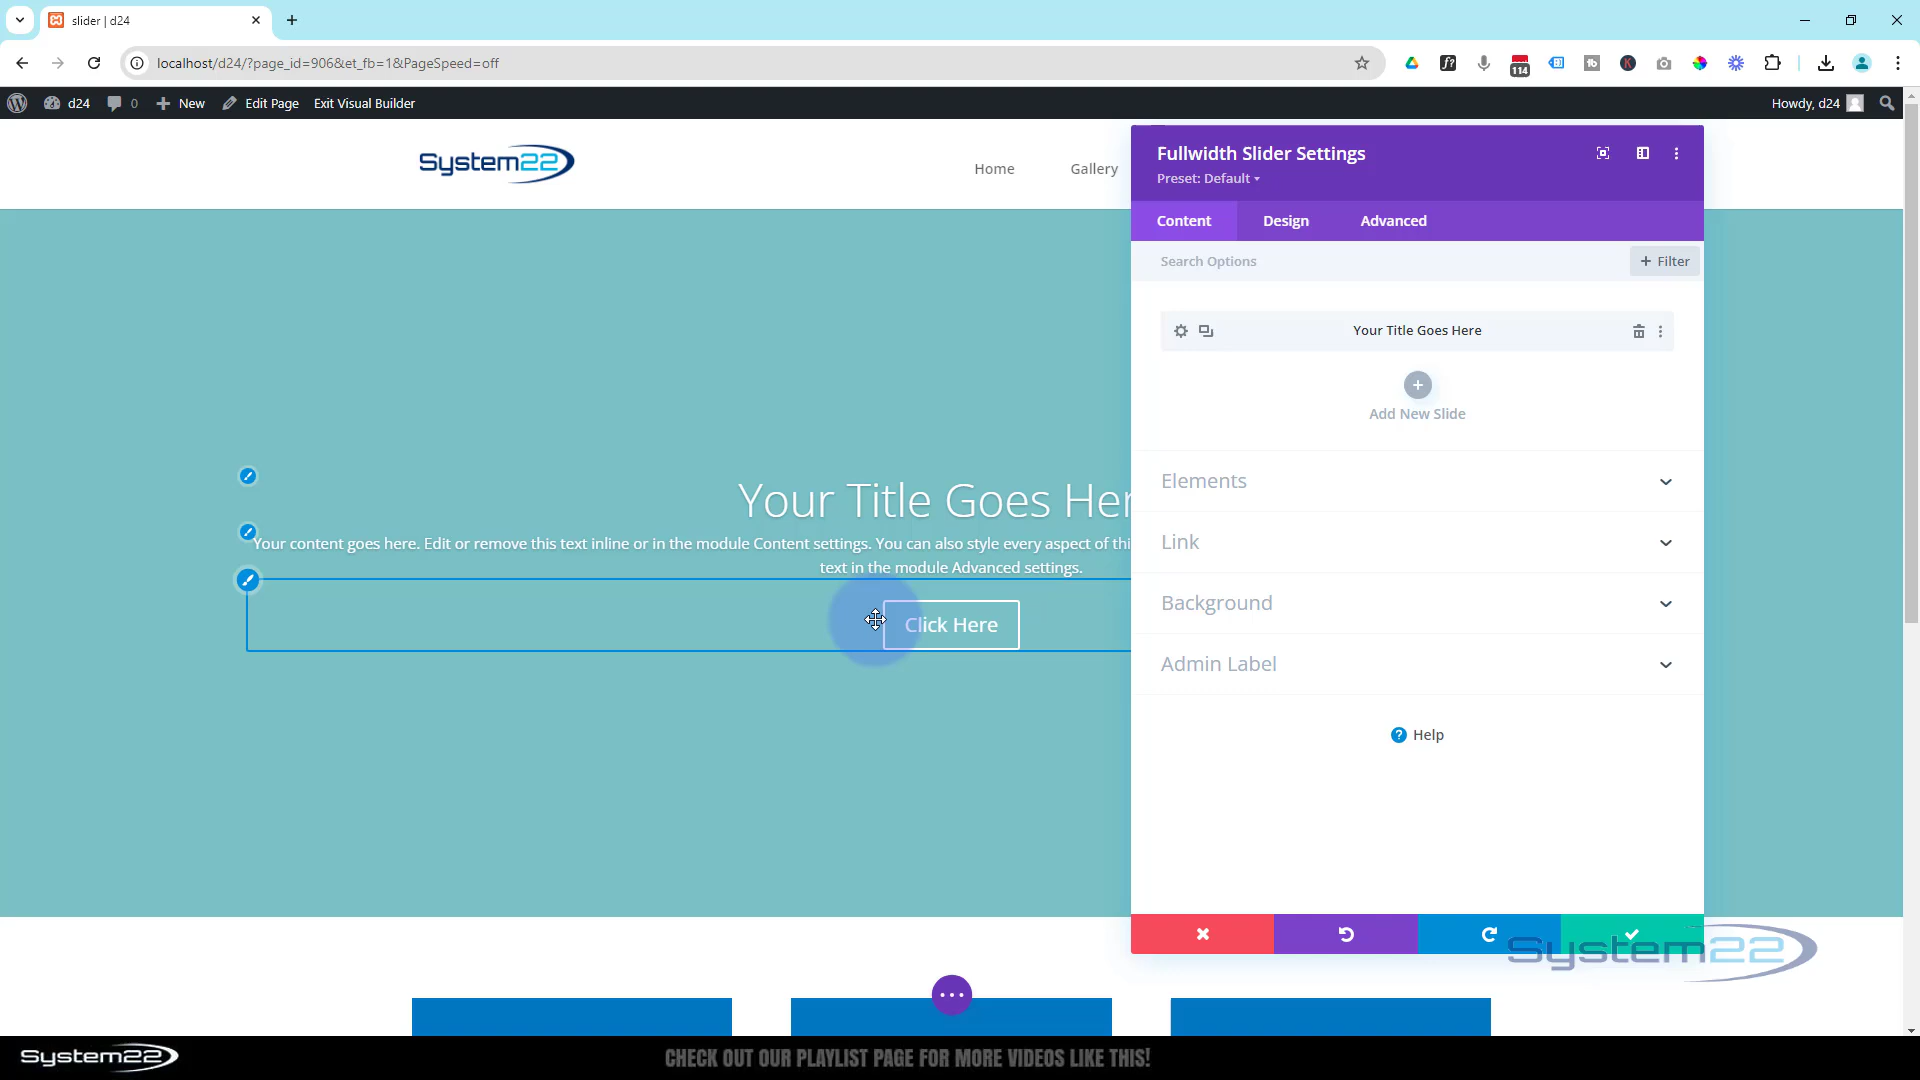 slider | d24
localhost/d24/?page_id=906&et_fb=1&PageSpeed=off
114
d24
0
New
Edit Page
Exit Visual Builder
Howdy, d24
System22
Home
Gallery
Fullwidth Slider Settings
Preset: Default
Content
Design
Advanced
Search Options
+ Filter
Your Title Goes Here
Add New Slide
Elements
Link
Background
Admin Label
? Help
Your Title Goes Her
Your content goes here. Edit or remove this text inline or in the module Content settings. You can also style every aspect of thi
text in the module Advanced settings.
Click Here
System22
System22
CHECK OUT OUR PLAYLIST PAGE FOR MORE VIDEOS LIKE THIS!